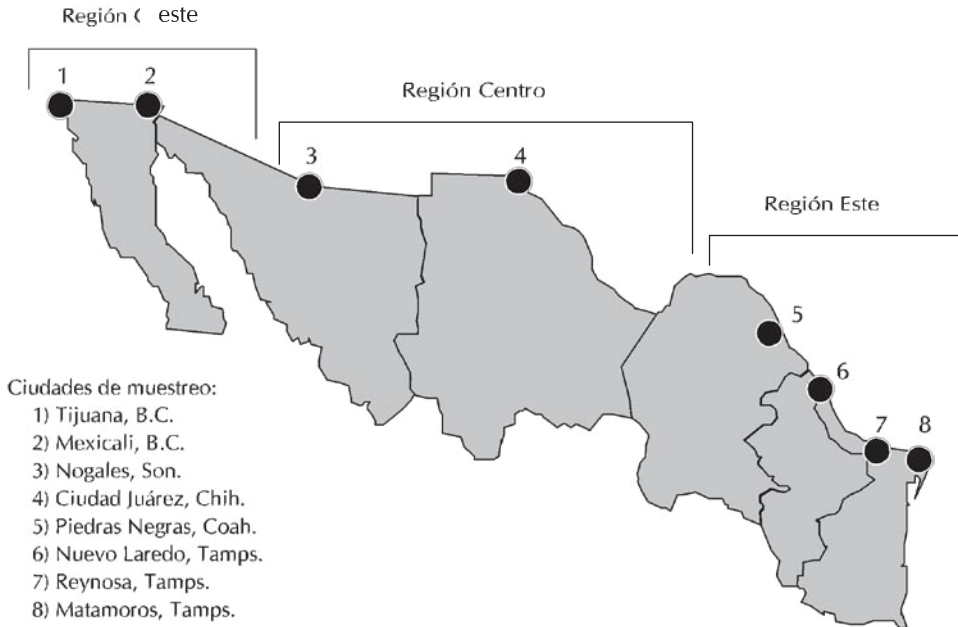 Región este
Región Centro
Región Este
1
2
3
4
5
6
7
8
Ciudades de muestreo:
1) Tijuana, B.C.
2) Mexicali, B.C.
3) Nogales, Son.
4) Ciudad Juárez, Chih.
5) Piedras Negras, Coah.
6) Nuevo Laredo, Tamps.
7) Reynosa, Tamps.
8) Matamoros, Tamps.